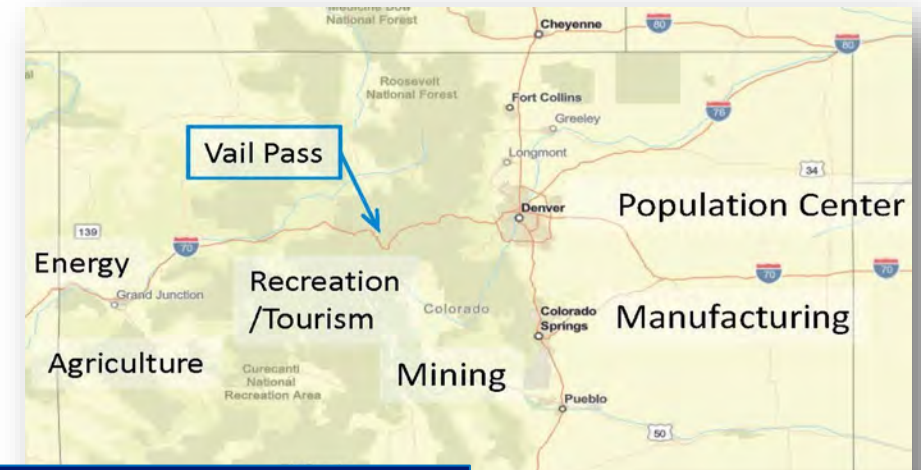 Medicine Bow
National Forest
Cheyenne
80
80
Roosevelt
National Forest
Fort Collins
Greeley
76
Longmont
34
Vail Pass
Denver
Population Center
139
70
Energy
Grand Junction
Recreation
/Tourism
Colorado
Colorado
Springs
70
70
Manufacturing
Agriculture
Curecanti
National
Recreation Area
Mining
Pueblo
50